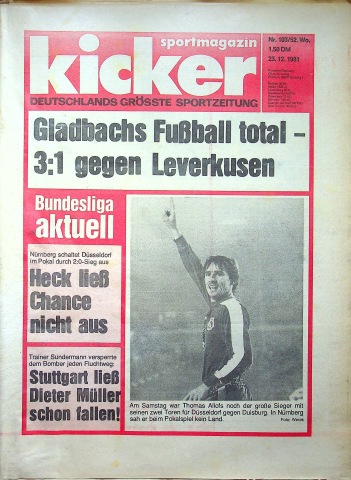 sportmagazin
kicker
DEUTSCHLANDS GRÖSSTE SPORTZEITUNG
Nr. 103/52. Wo.
1,50 DM
23. 12. 1981
Gladbachs Fußball total –
3:1 gegen Leverkusen
Bundesliga
aktuell
Nürnberg schaltet Düsseldorf
im Pokal durch 2:0-Sieg aus
Heck ließ
Chance
nicht aus
Trainer Sundermann versperrte
dem Bomber jeden Fluchtweg:
Stuttgart ließ
Dieter Müller
schon fallen!
Am Samstag war Thomas Allofs noch der große Sieger mit
seinen zwei Toren für Düsseldorf gegen Duisburg. In Nürnberg
sah er beim Pokalspiel kein Land.
Foto: